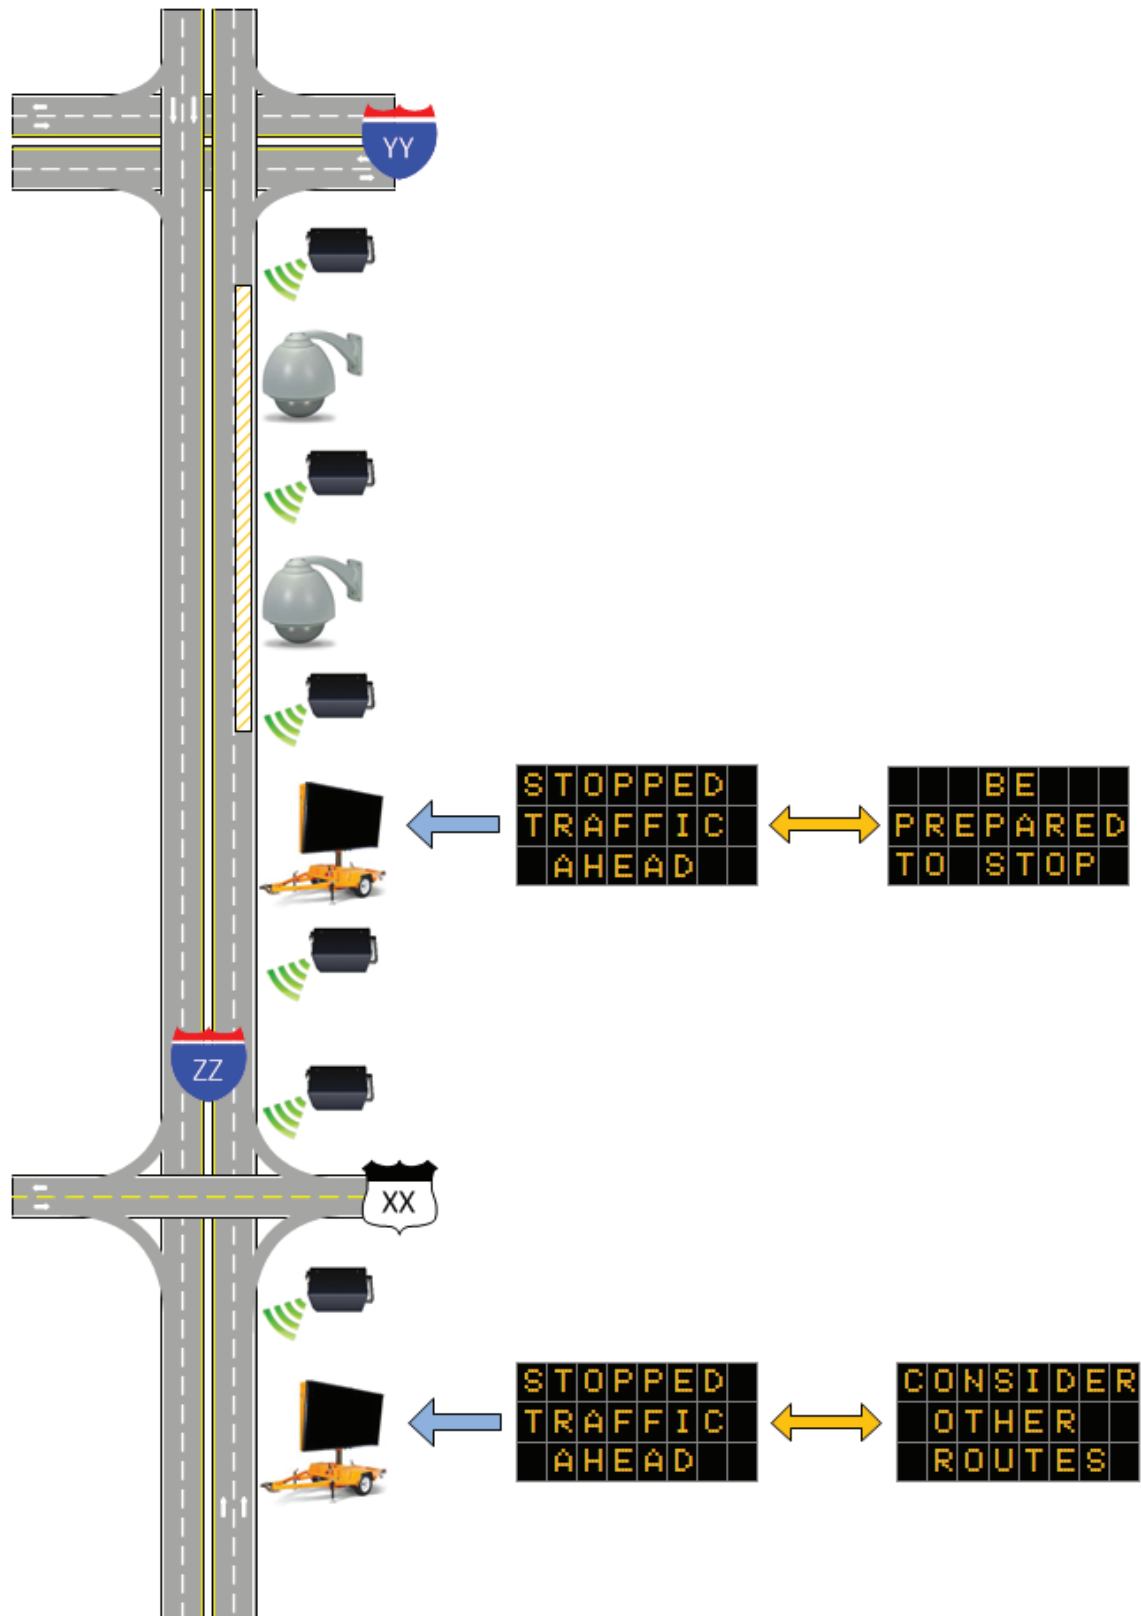 YY
STOPPED
TRAFFIC
AHEAD
BE
PREPARED
TO STOP
ZZ
XX
STOPPED
TRAFFIC
AHEAD
CONSIDER
OTHER
ROUTES